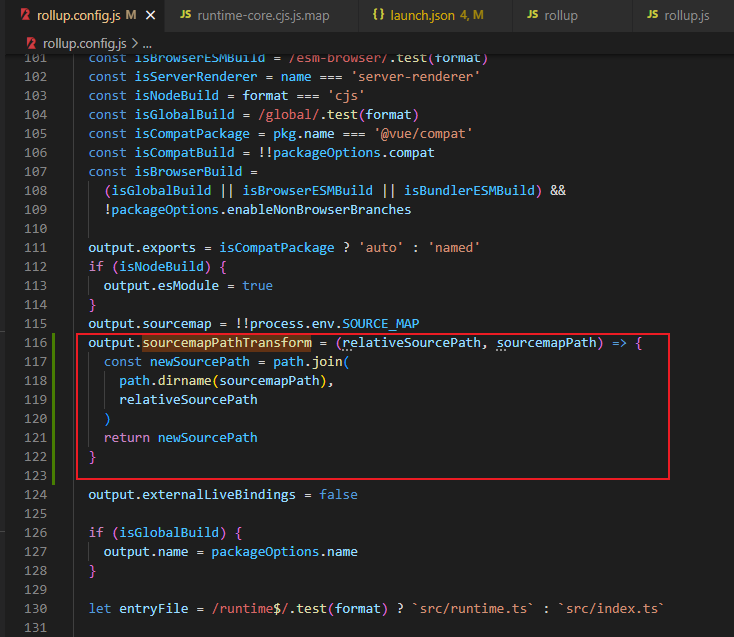 rollup.config.js M
runtime-core.cjs.js.map
launch.json 4, M
rollup
rollup.js
rollup.config.js > ...
101 const isBrowserESMBuild = /esm-browser/.test(format)
102 const isServerRenderer = name === 'server-renderer'
103 const isNodeBuild = format === 'cjs'
104 const isGlobalBuild = /global/.test(format)
105 const isCompatPackage = pkg.name === '@vue/compat'
106 const isCompatBuild = !!packageOptions.compat
107 const isBrowserBuild =
108 (isGlobalBuild || isBrowserESMBuild || isBundlerESMBuild) &&
109 !packageOptions.enableNonBrowserBranches
110
111 output.exports = isCompatPackage ? 'auto' : 'named'
112 if (isNodeBuild) {
113 output.esModule = true
114 }
115 output.sourcemap = !!process.env.SOURCE_MAP
116 output.sourcemapPathTransform = (relativeSourcePath, sourcemapPath) => {
117 const newSourcePath = path.join(
118 path.dirname(sourcemapPath),
119 relativeSourcePath
120 )
121 return newSourcePath
122 }
123
124 output.externalLiveBindings = false
125
126 if (isGlobalBuild) {
127 output.name = packageOptions.name
128 }
129
130 let entryFile = /runtime$/.test(format) ? `src/runtime.ts` : `src/index.ts`
131